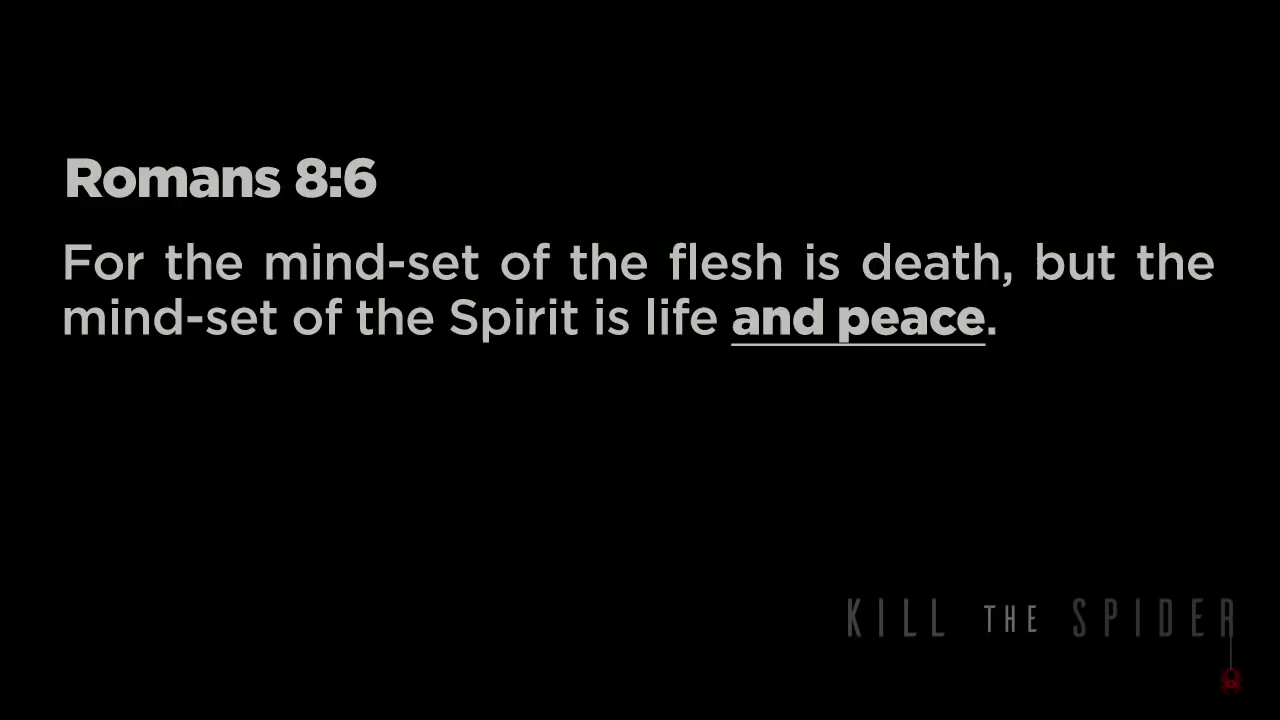 Romans 8:6
For the mind-set of the flesh is death, but the
mind-set of the Spirit is life and peace.
KILL THE SPIDER